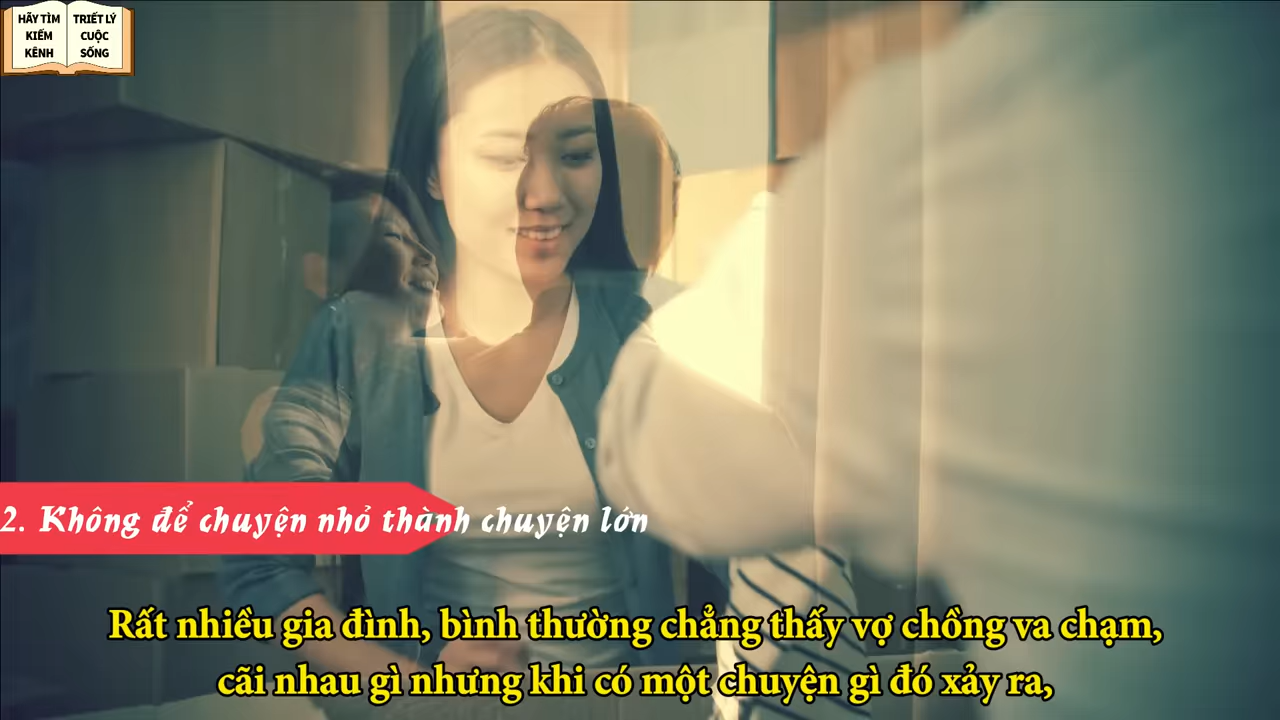 HÃY TÌM
KIẾM
KÊNH
TRIẾT LÝ
CUỘC
SỐNG
2. Không để chuyện nhỏ thành chuyện lớn
Rất nhiều gia đình, bình thường chẳng thấy vợ chồng va chạm,
cãi nhau gì nhưng khi có một chuyện gì đó xảy ra,